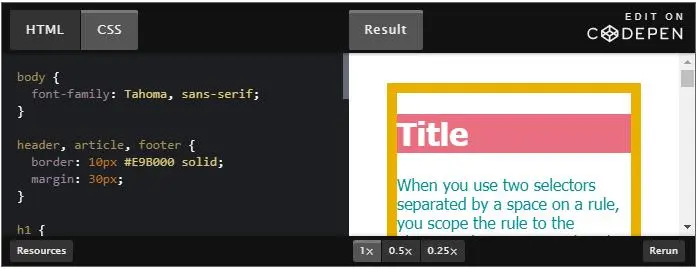 HTML
CSS
Result
EDIT ON
CODEPEN
body {
font-family: Tahoma, sans-serif;
}
header, article, footer {
border: 10px #E9B000 solid;
margin: 30px;
}
h1 {
Title
When you use two selectors
separated by a space on a rule,
you scope the rule to the
Resources
1x
0.5x
0.25x
Rerun